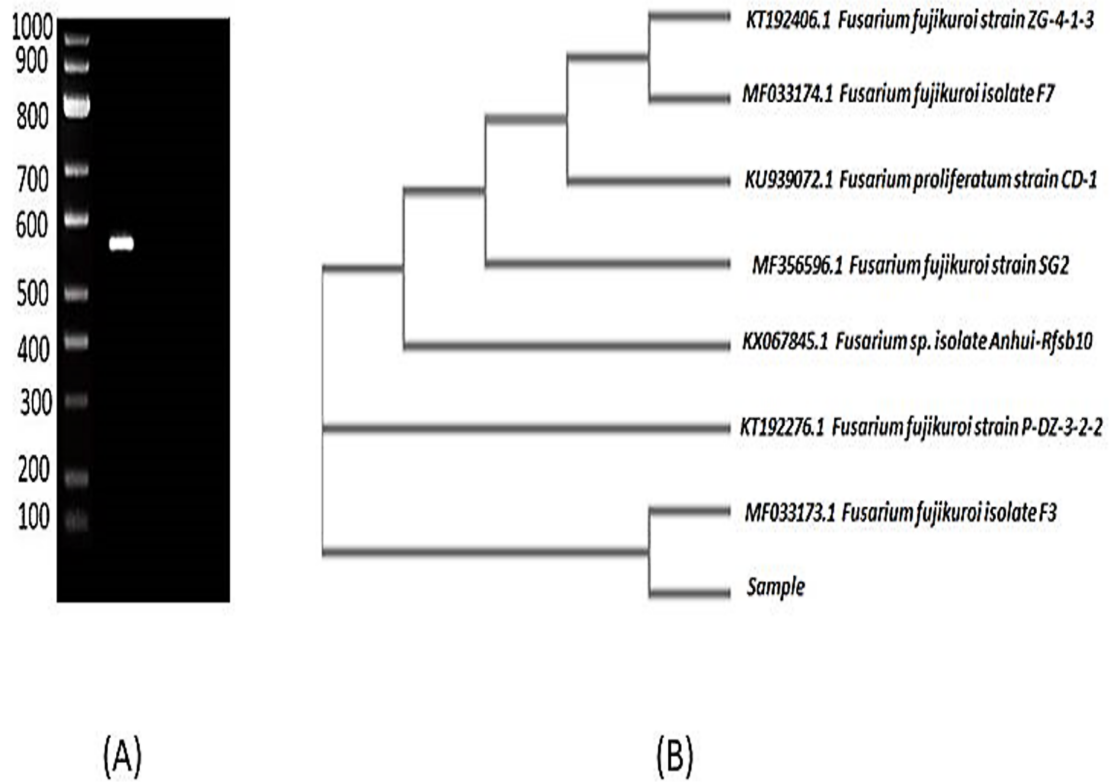 1000
900
800
700
600
500
400
300
200
100
KT192406.1 Fusarium fujikuroi strain ZG-4-1-3
MF033174.1 Fusarium fujikuroi isolate F7
KU939072.1 Fusarium proliferatum strain CD-1
MF356596.1 Fusarium fujikuroi strain SG2
KX067845.1 Fusarium sp. isolate Anhui-Rfsb10
KT192276.1 Fusarium fujikuroi strain P-DZ-3-2-2
MF033173.1 Fusarium fujikuroi isolate F3
Sample
(A)
(B)